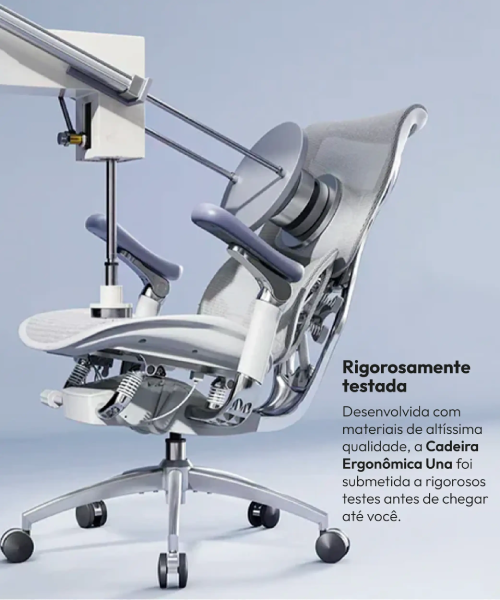 Rigorosamente
testada
Desenvolvida com
materiais de altíssima
qualidade, a Cadeira
Ergonômica Una foi
submetida a rigorosos
testes antes de chegar
até você.